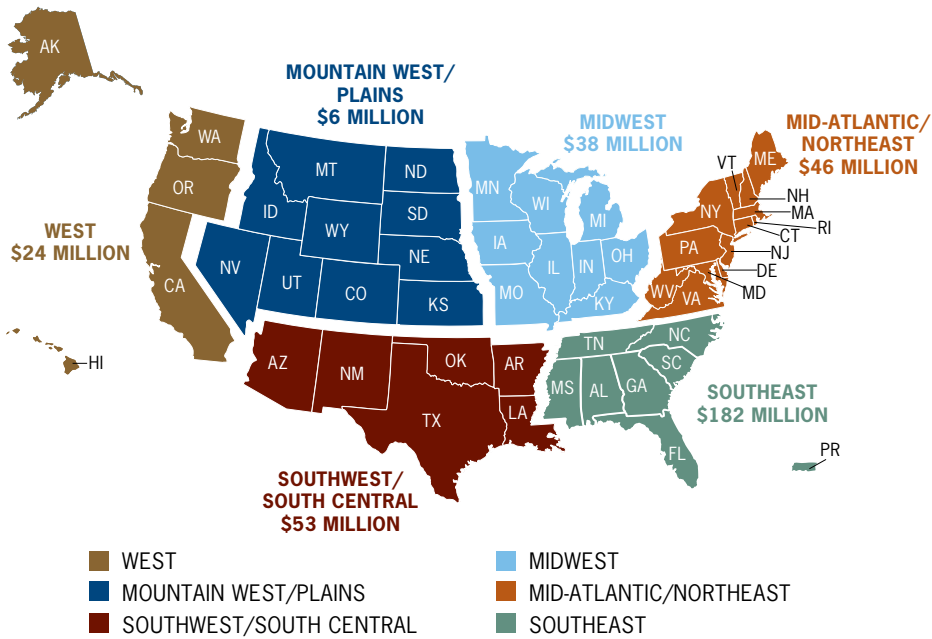 AK
MOUNTAIN WEST/
PLAINS
$6 MILLION
MIDWEST
$38 MILLION
MID-ATLANTIC/
NORTHEAST
$46 MILLION
WEST
$24 MILLION
WA
OR
CA
HI
MT
ND
ID
WY
SD
NE
NV
UT
CO
KS
MN
WI
MI
IA
IL
IN
OH
MO
KY
ME
VT
NH
MA
RI
CT
NY
PA
NJ
DE
MD
WV
VA
AZ
NM
OK
AR
TX
LA
TN
NC
SC
MS
AL
GA
FL
PR
SOUTHEAST
$182 MILLION
SOUTHWEST/
SOUTH CENTRAL
$53 MILLION
WEST
MOUNTAIN WEST/PLAINS
SOUTHWEST/SOUTH CENTRAL
MIDWEST
MID-ATLANTIC/NORTHEAST
SOUTHEAST